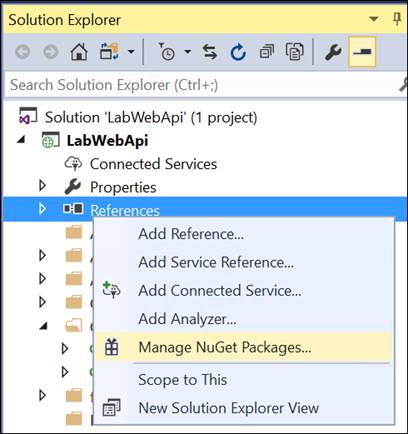 Solution Explorer
Search Solution Explorer (Ctrl+;)
Solution 'LabWebApi' (1 project)
LabWebApi
Connected Services
Properties
References
Add Reference...
Add Service Reference...
Add Connected Service...
Add Analyzer...
Manage NuGet Packages...
Scope to This
New Solution Explorer View